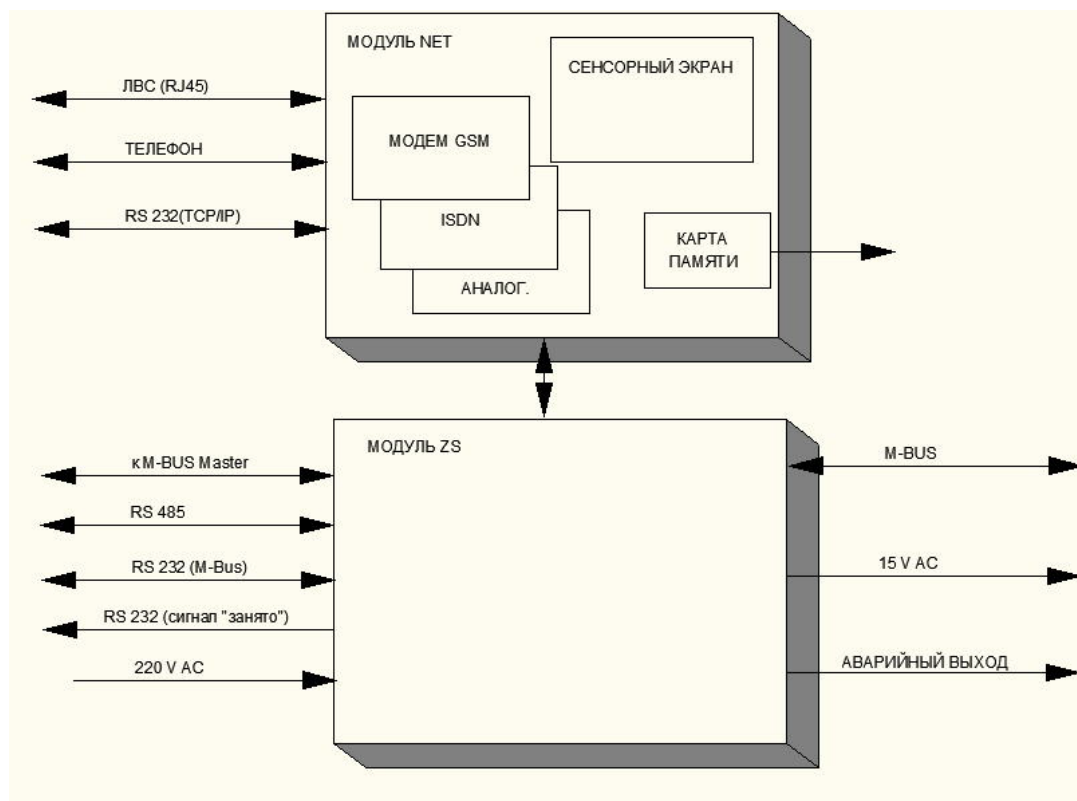 МОДУЛЬ NET
СЕНСОРНЫЙ ЭКРАН
ЛВС (RJ45)
МОДЕМ GSM
ТЕЛЕФОН
RS 232(TCP/IP)
ISDN
КАРТА
ПАМЯТИ
АНАЛОГ.
МОДУЛЬ ZS
к M-BUS Master
M-BUS
RS 485
RS 232 (M-Bus)
15 V AC
RS 232 (сигнал "занято")
220 V AC
АВАРИЙНЫЙ ВЫХОД